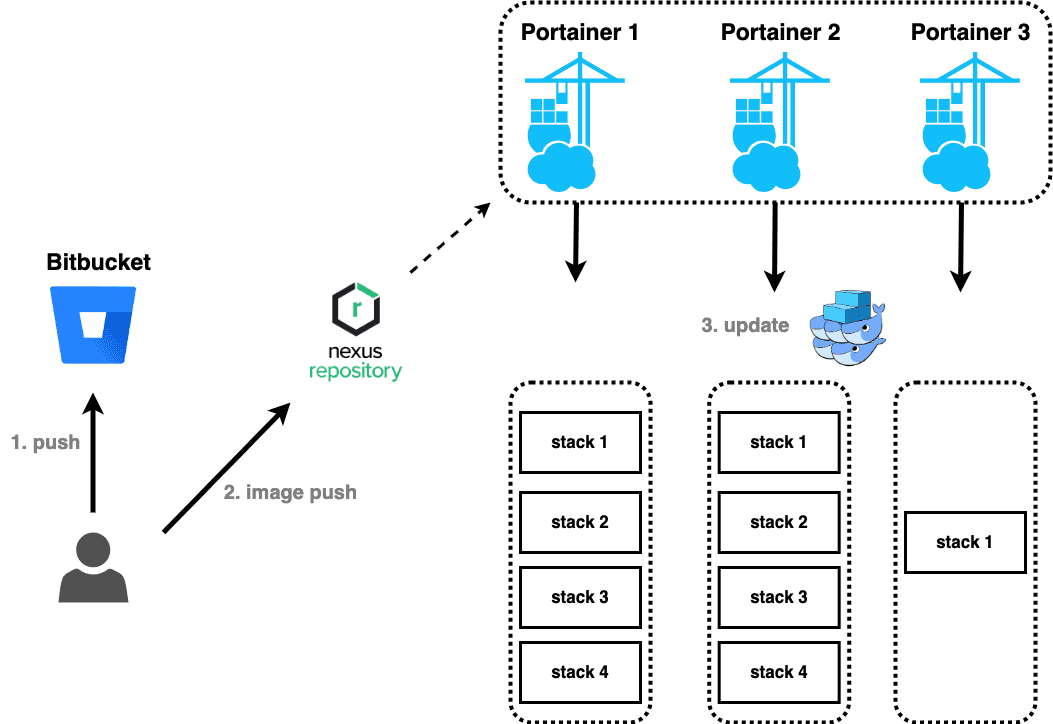 Portainer 1
Portainer 2
Portainer 3
Bitbucket
r
nexus
repository
3. update
1. push
2. image push
stack 1
stack 1
stack 2
stack 2
stack 1
stack 3
stack 3
stack 4
stack 4